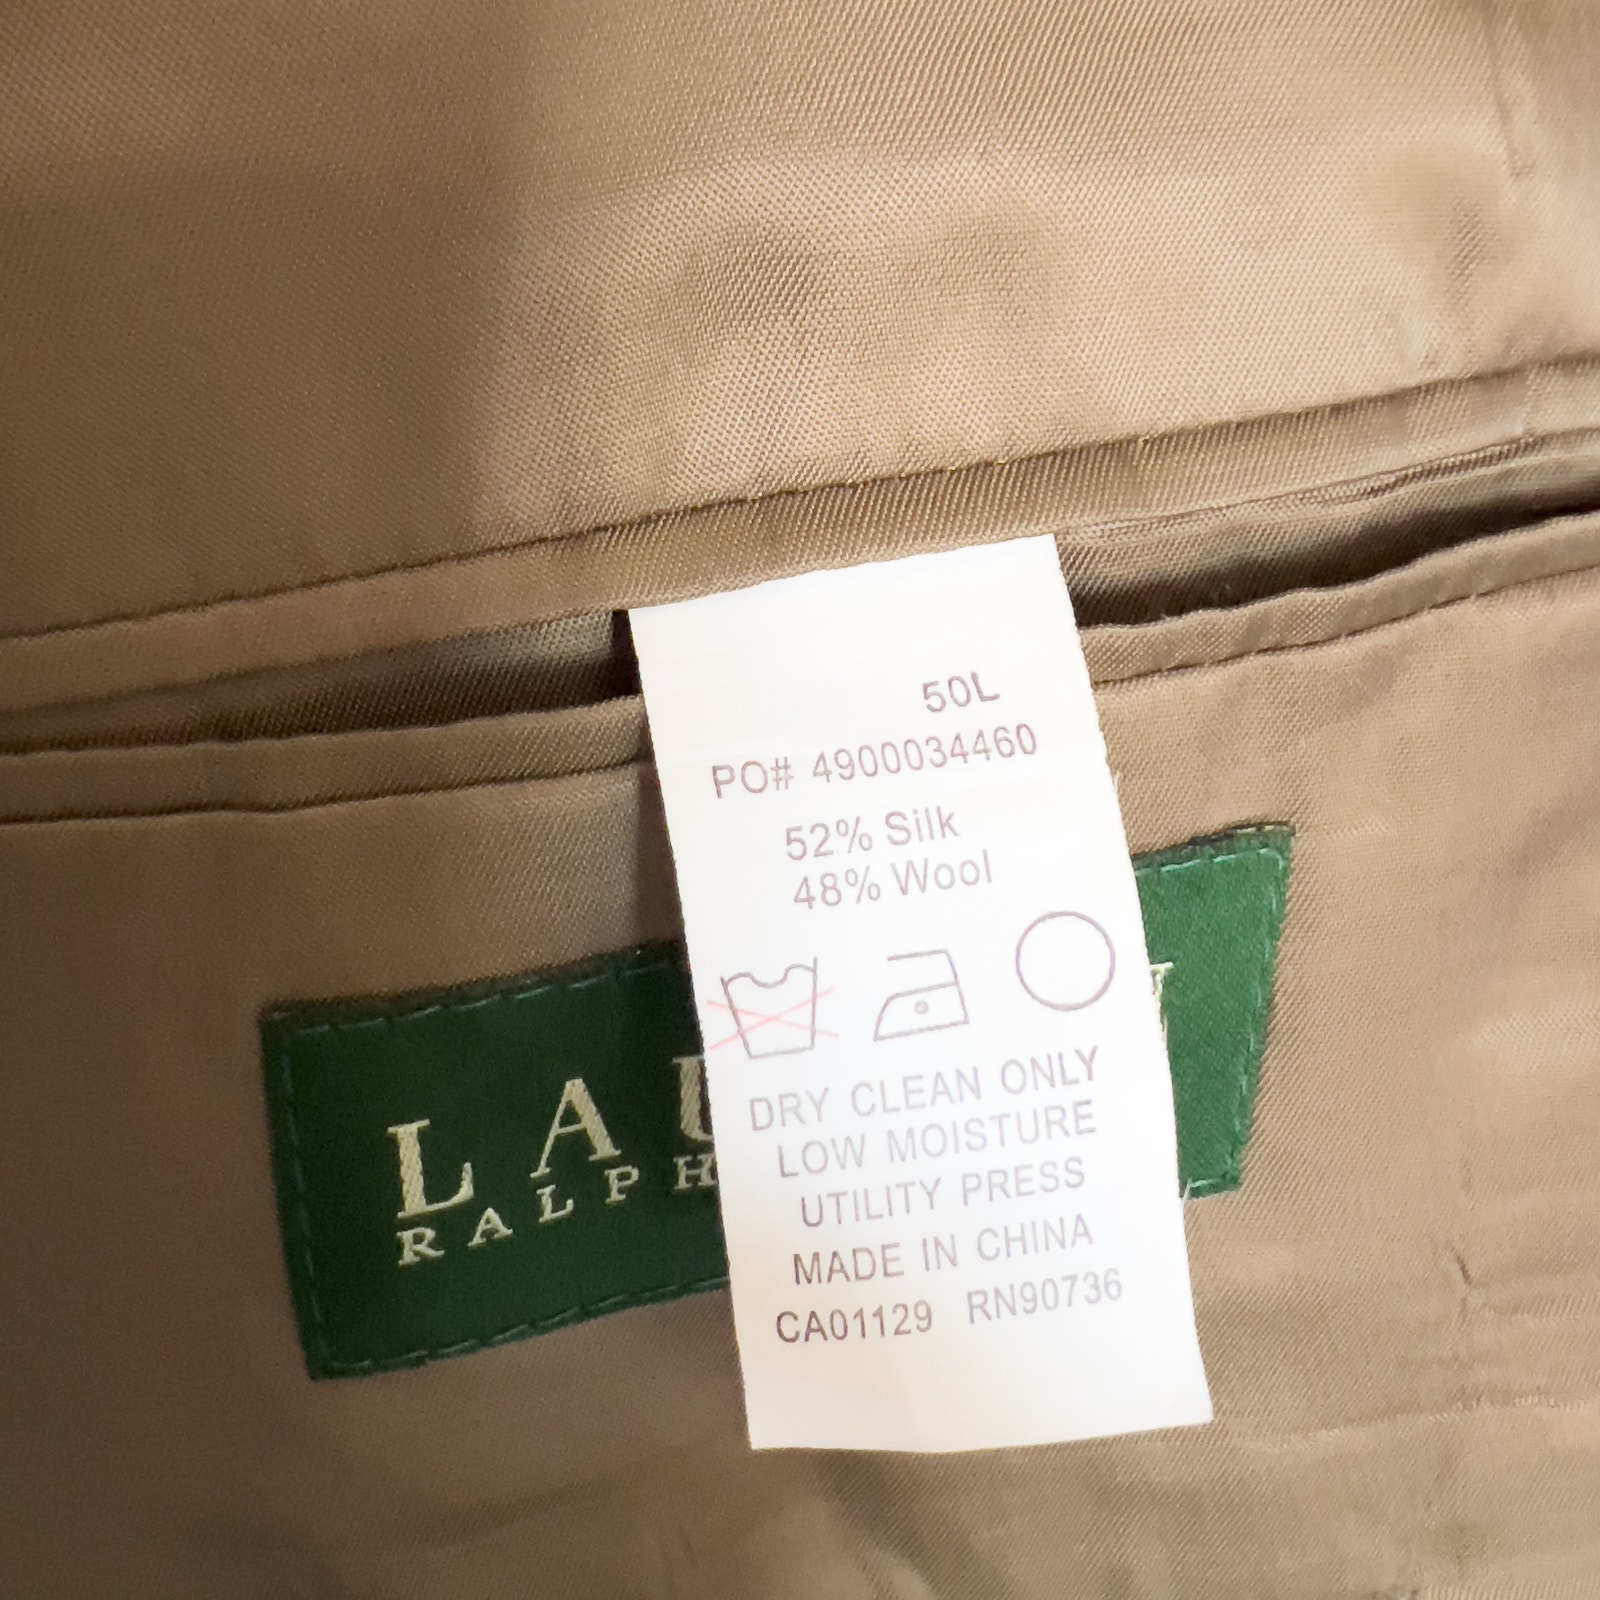 50L
PO# 4900034460
52% Silk
48% Wool
DRY CLEAN ONLY
LOW MOISTURE
UTILITY PRESS
MADE IN CHINA
CA01129 RN90736
LAU
RALPH